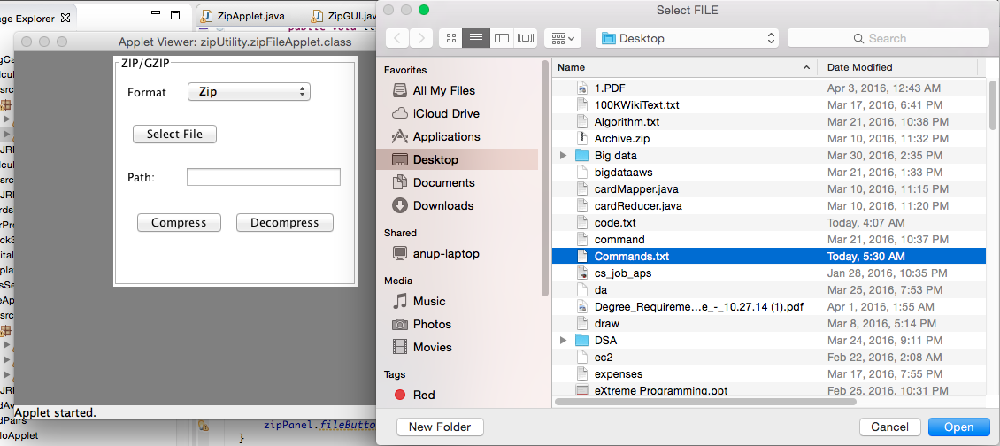 age Explorer
ZipApplet.java
ZipGUI.jav
public void
Applet Viewer: zipUtility.zipFileApplet.class
ZIP/GZIP
Format
Zip
Select File
Path:
Compress
Decompress
Applet started.
zipPanel.fileButto
}
Select FILE
Desktop
Search
Favorites
All My Files
iCloud Drive
Applications
Desktop
Documents
Downloads
Shared
anup-laptop
Media
Music
Photos
Movies
Tags
Red
Name Date Modified
1.PDF Apr 3, 2016, 12:43 AM
100KWikiText.txt Mar 17, 2016, 6:41 PM
Algorithm.txt Mar 21, 2016, 10:38 PM
Archive.zip Mar 10, 2016, 11:32 PM
Big data Mar 30, 2016, 2:35 PM
bigdataaws Mar 21, 2016, 1:33 PM
cardMapper.java Mar 10, 2016, 11:15 PM
cardReducer.java Mar 10, 2016, 11:20 PM
code.txt Today, 4:07 AM
command Mar 21, 2016, 10:37 PM
Commands.txt Today, 5:30 AM
cs_job_aps Jan 28, 2016, 10:35 PM
da Mar 25, 2016, 7:53 PM
Degree_Requireme...e_-_10.27.14 (1).pdf Apr 1, 2016, 1:55 AM
draw Mar 8, 2016, 5:14 PM
DSA Mar 24, 2016, 9:11 PM
ec2 Feb 22, 2016, 2:08 AM
expenses Mar 17, 2016, 7:55 PM
eXtreme Programming.ppt Feb 25, 2016, 10:31 PM
New Folder
Cancel
Open